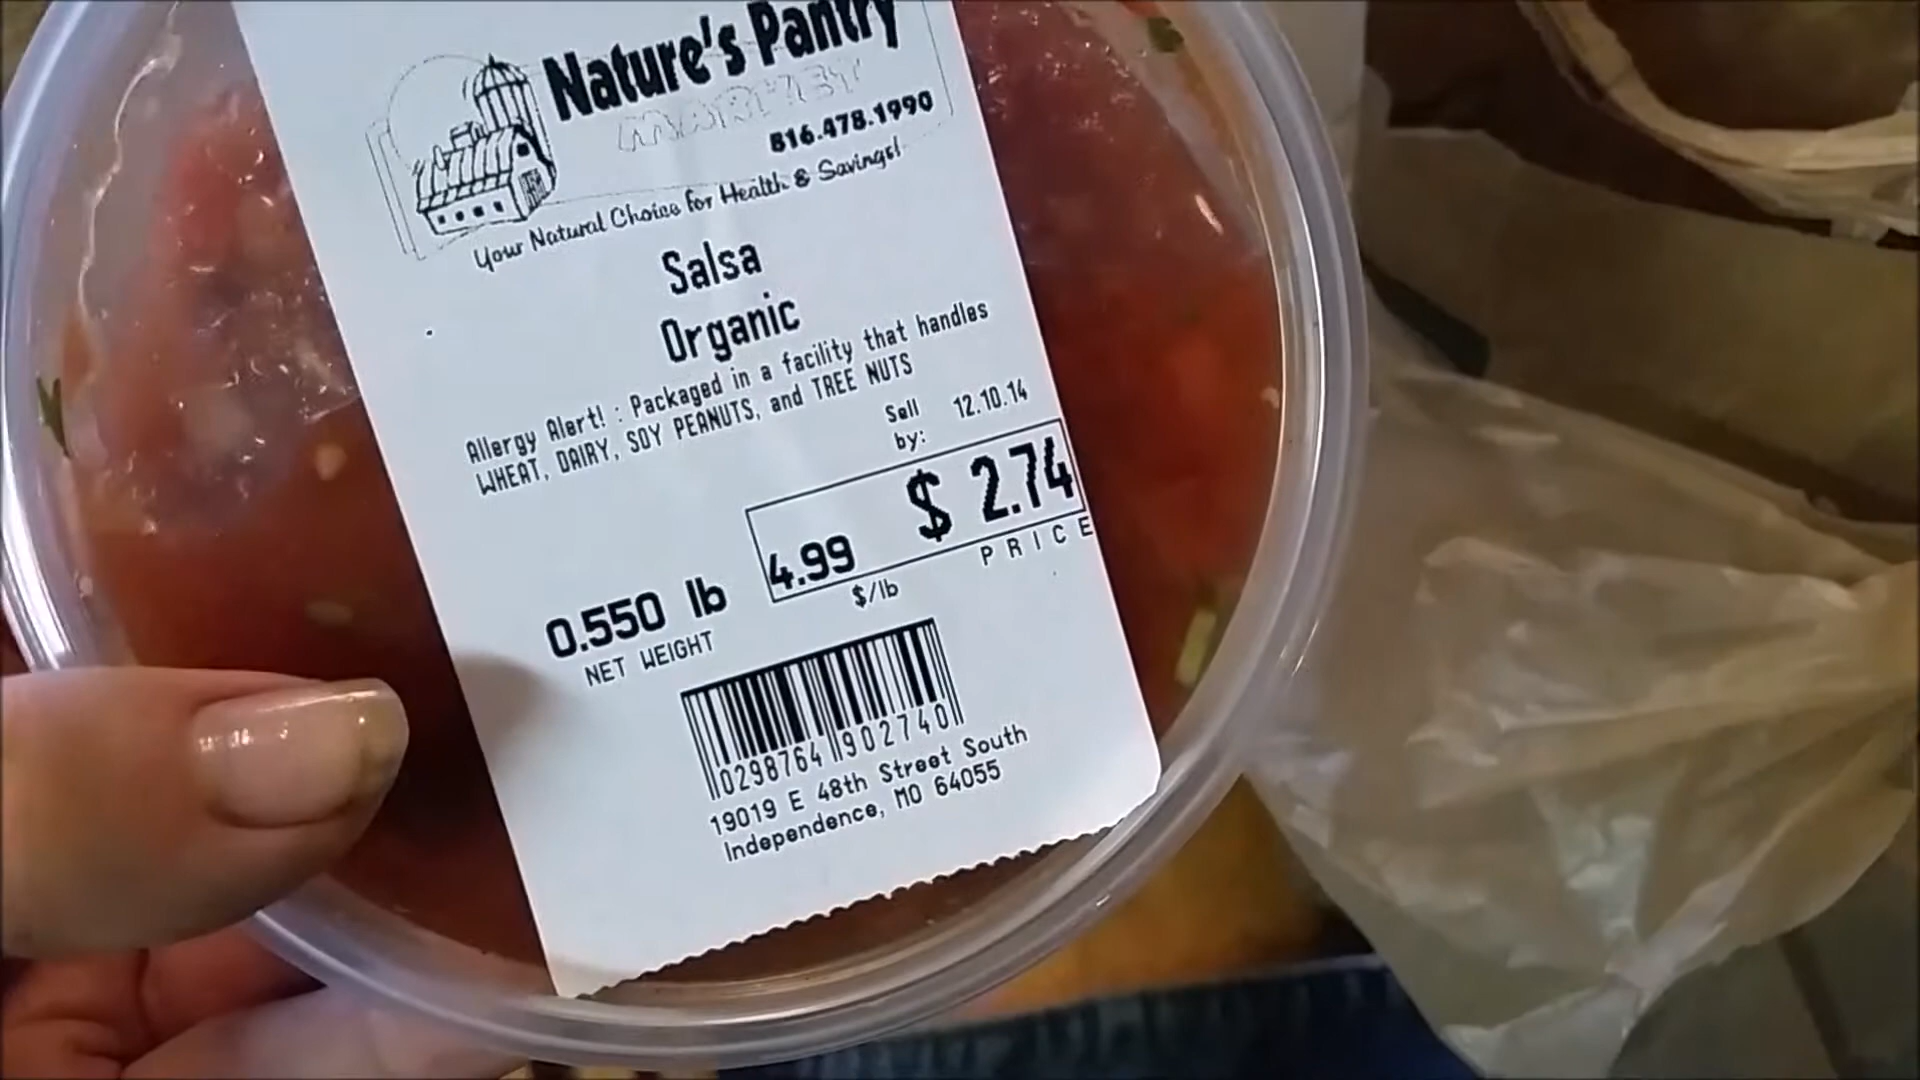 Nature's Pantry
MARKET
816.478.1990
Your Natural Choice for Health & Savings!
Salsa
Organic
Allergy Alert! : Packaged in a facility that handles
WHEAT, DAIRY, SOY PEANUTS, and TREE NUTS
Sell by: 12.10.14
0.550 lb 4.99 $ 2.74
NET WEIGHT $/lb PRICE
0298764 902740
19019 E 48th Street South
Independence, MO 64055